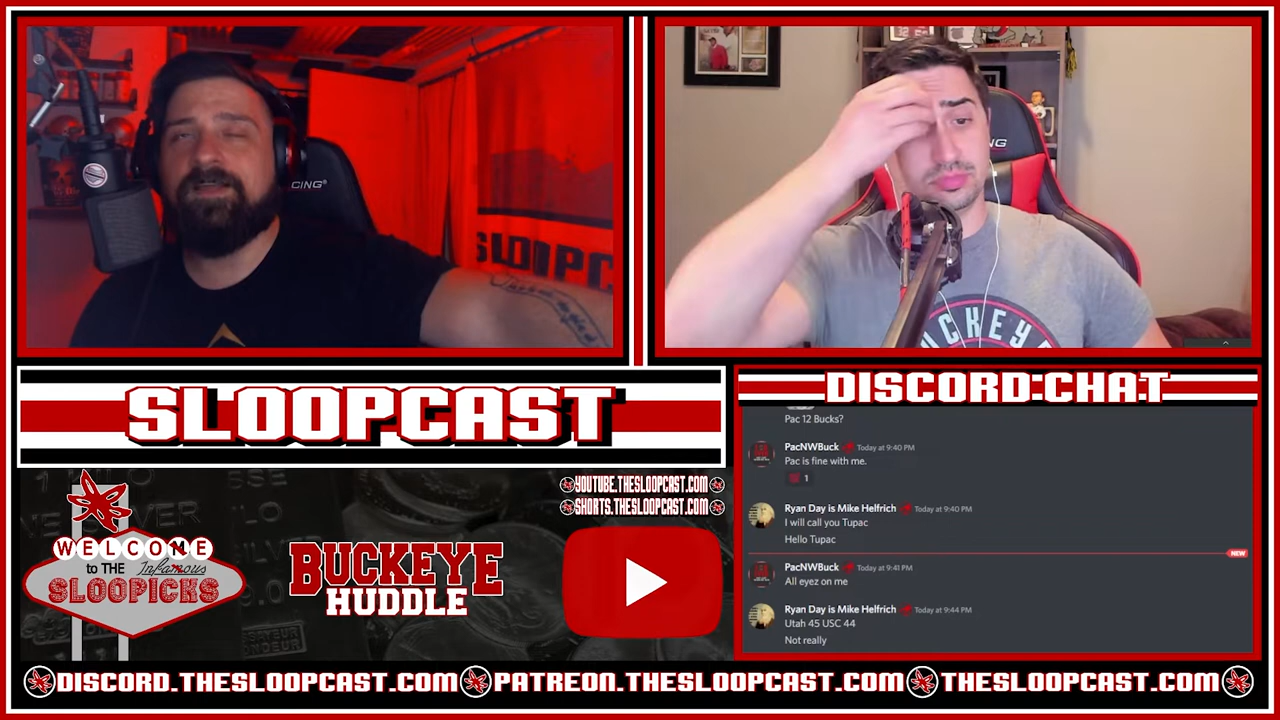 CING®
SLOOPC
NG
UCKEYE
SLOOPCAST
DISCORD:CHAT
Pac 12 Bucks?
PacNWBuck Today at 9:40 PM
Pac is fine with me.
1
Ryan Day is Mike Helfrich Today at 9:40 PM
I will call you Tupac
Hello Tupac
NEW
PacNWBuck Today at 9:41 PM
All eyez on me
Ryan Day is Mike Helfrich Today at 9:44 PM
Utah 45 USC 44
Not really
YOUTUBE.THESLOOPCAST.COM
SHORTS.THESLOOPCAST.COM
WELCOME
to THE Infamous
SLOOPICKS
BUCKEYE
HUDDLE
DISCORD.THESLOOPCAST.COM PATREON.THESLOOPCAST.COM THESLOOPCAST.COM